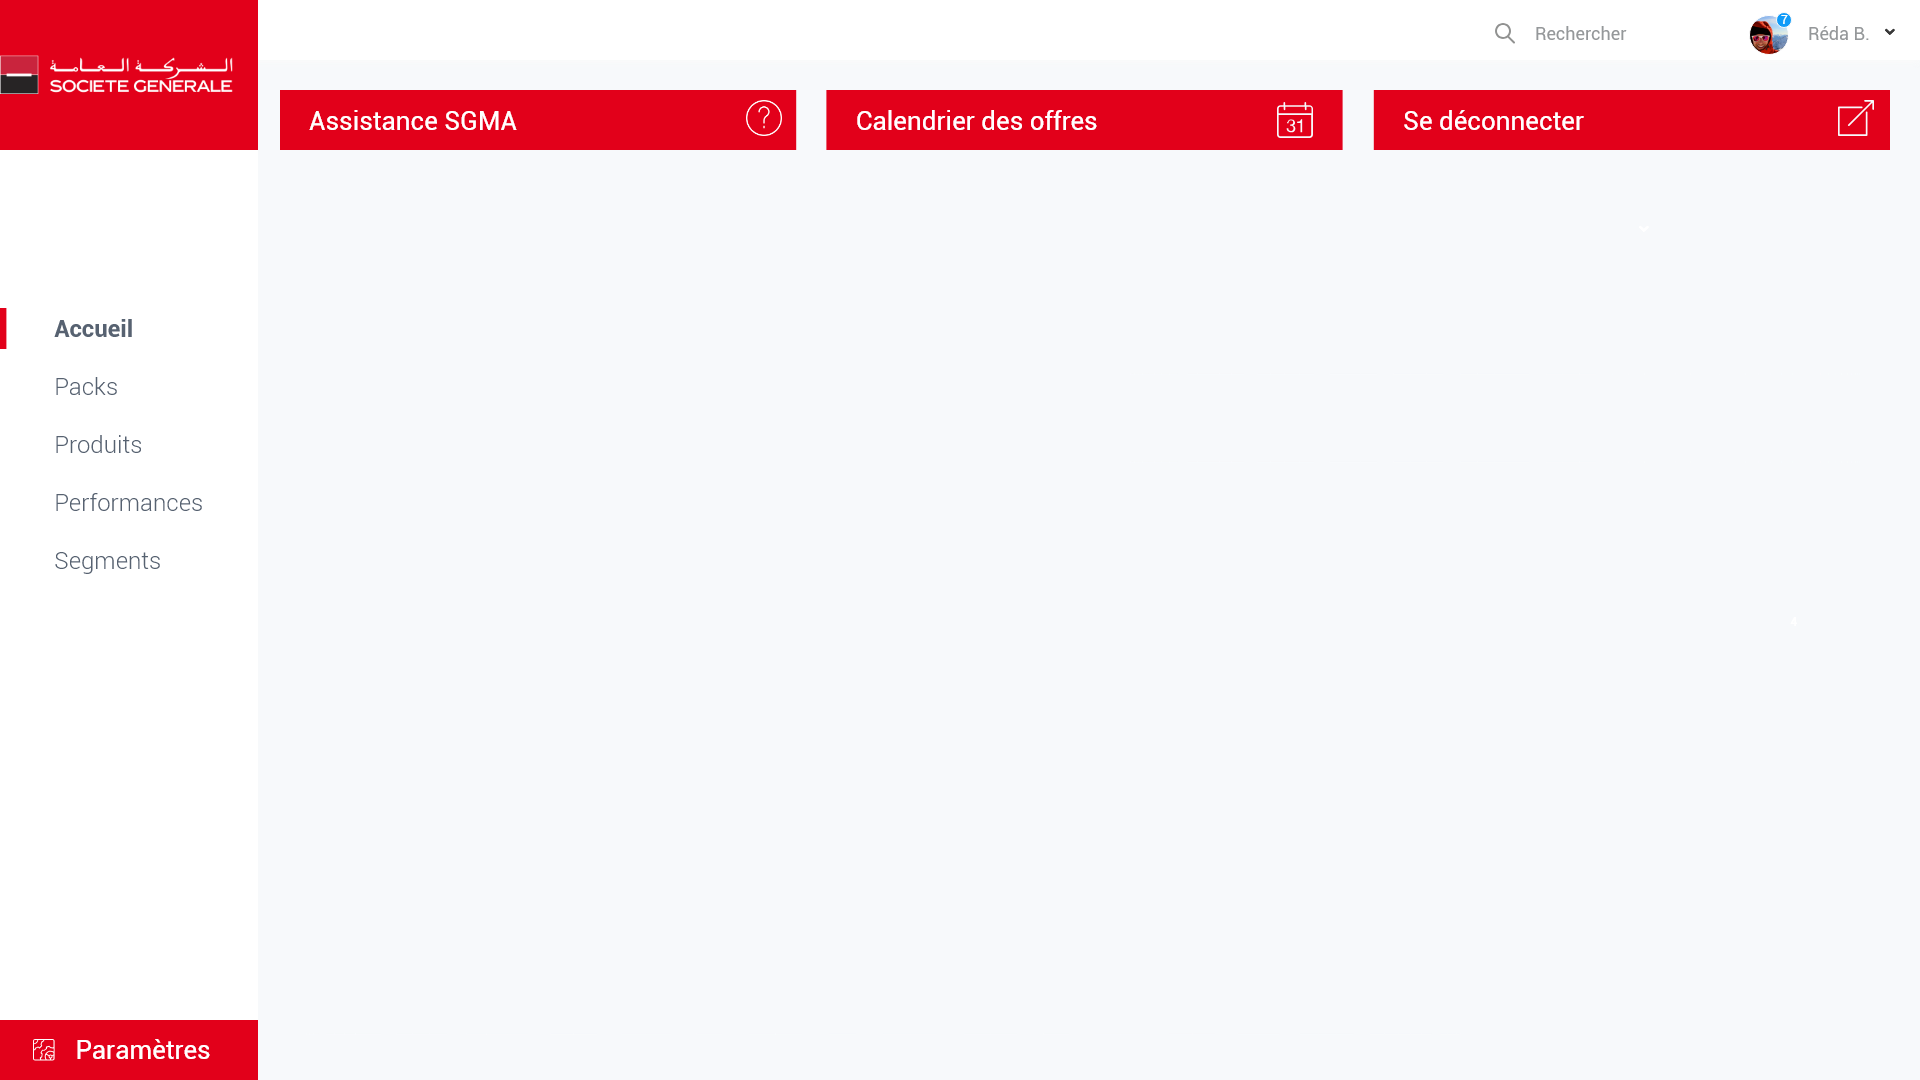 الشركة العامة
SOCIETE GENERALE
Rechercher
7
Réda B.
Assistance SGMA
?
Calendrier des offres
31
Se déconnecter
Accueil
Packs
Produits
Performances
Segments
Paramètres